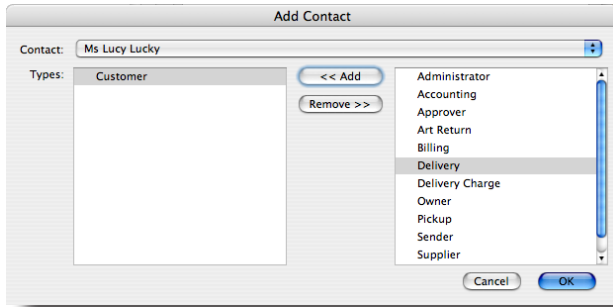 Add Contact
Contact: Ms Lucy Lucky
Types: Customer
<< Add
Remove >>
Administrator
Accounting
Approver
Art Return
Billing
Delivery
Delivery Charge
Owner
Pickup
Sender
Supplier
Cancel OK